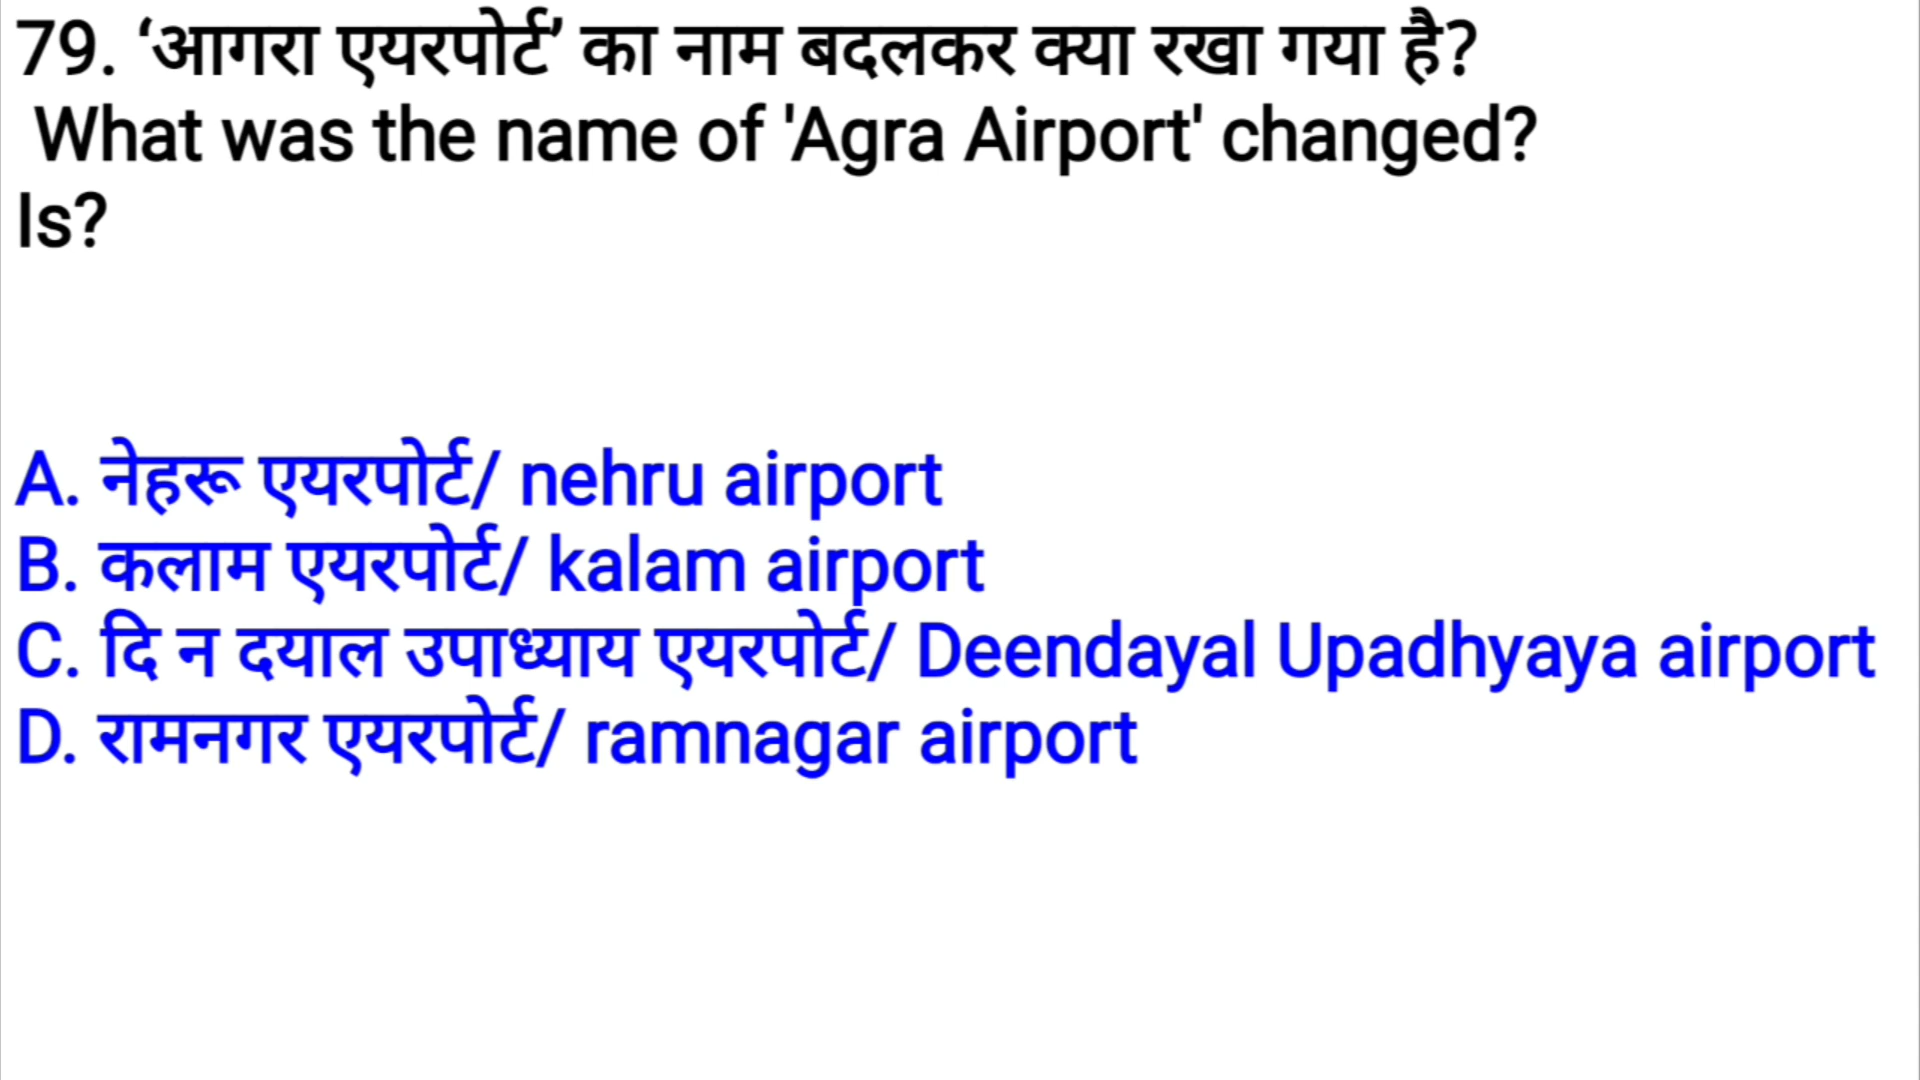 79. ‘आगरा एयरपोर्ट’ का नाम बदलकर क्या रखा गया है?
What was the name of 'Agra Airport' changed?
Is?
A. नेहरू एयरपोर्ट/ nehru airport
B. कलाम एयरपोर्ट/ kalam airport
C. दि न दयाल उपाध्याय एयरपोर्ट/ Deendayal Upadhyaya airport
D. रामनगर एयरपोर्ट/ ramnagar airport